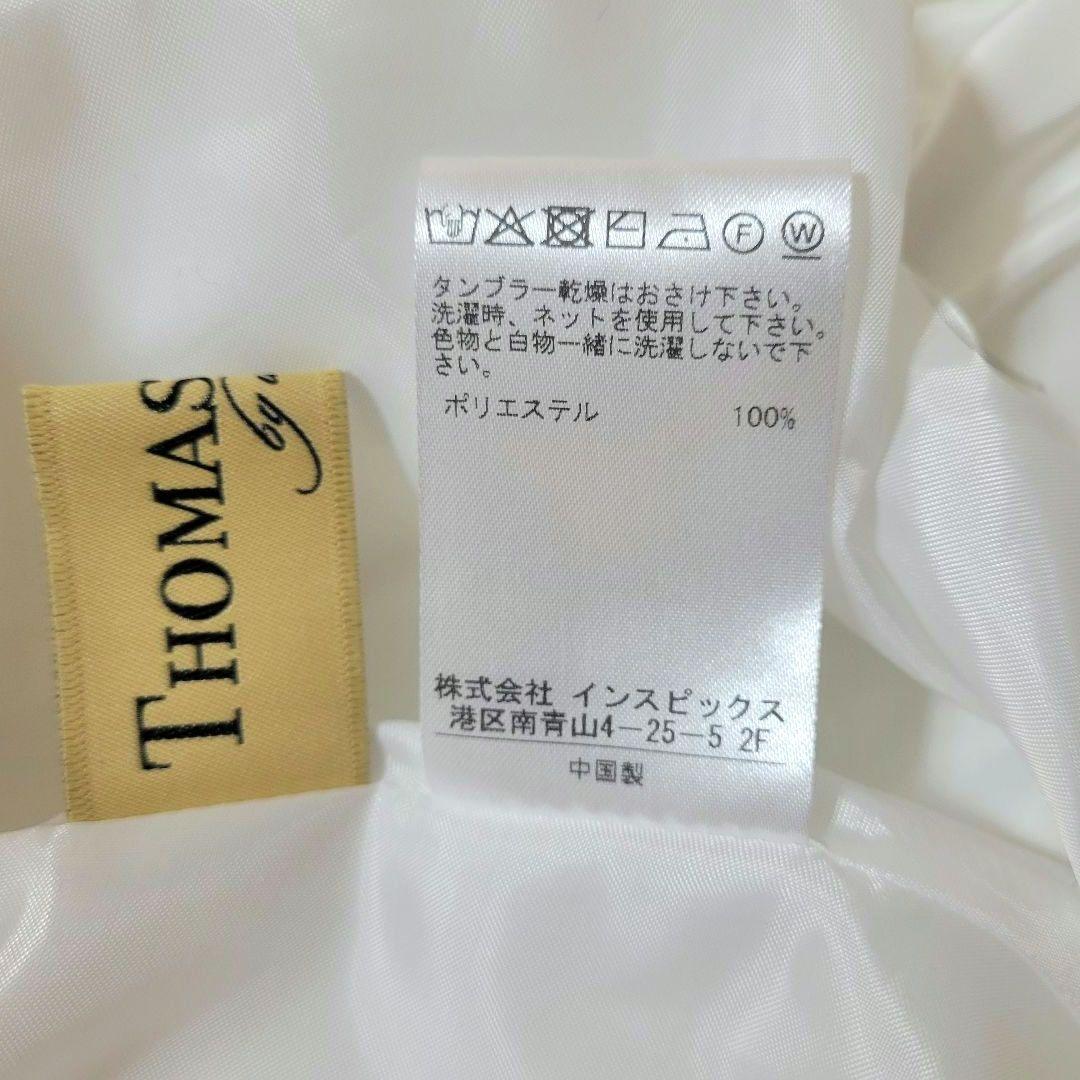 THOMAS
by
F
W
タンブラー乾燥はおさけ下さい。
洗濯時、ネットを使用して下さい。
色物と白物一緒に洗濯しないで下
さい。
ポリエステル 100%
株式会社 インスピックス
港区南青山4-25-5 2F
中国製